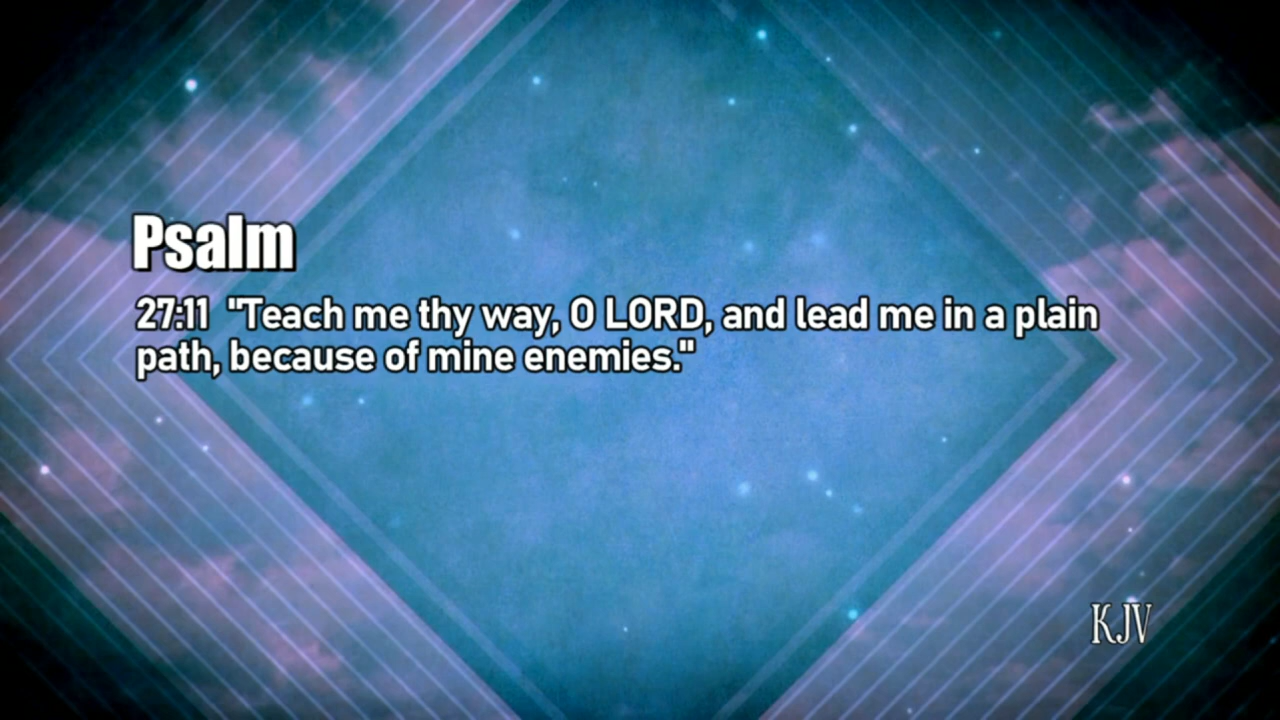 Psalm
27:11 "Teach me thy way, O LORD, and lead me in a plain
path, because of mine enemies."
KJV